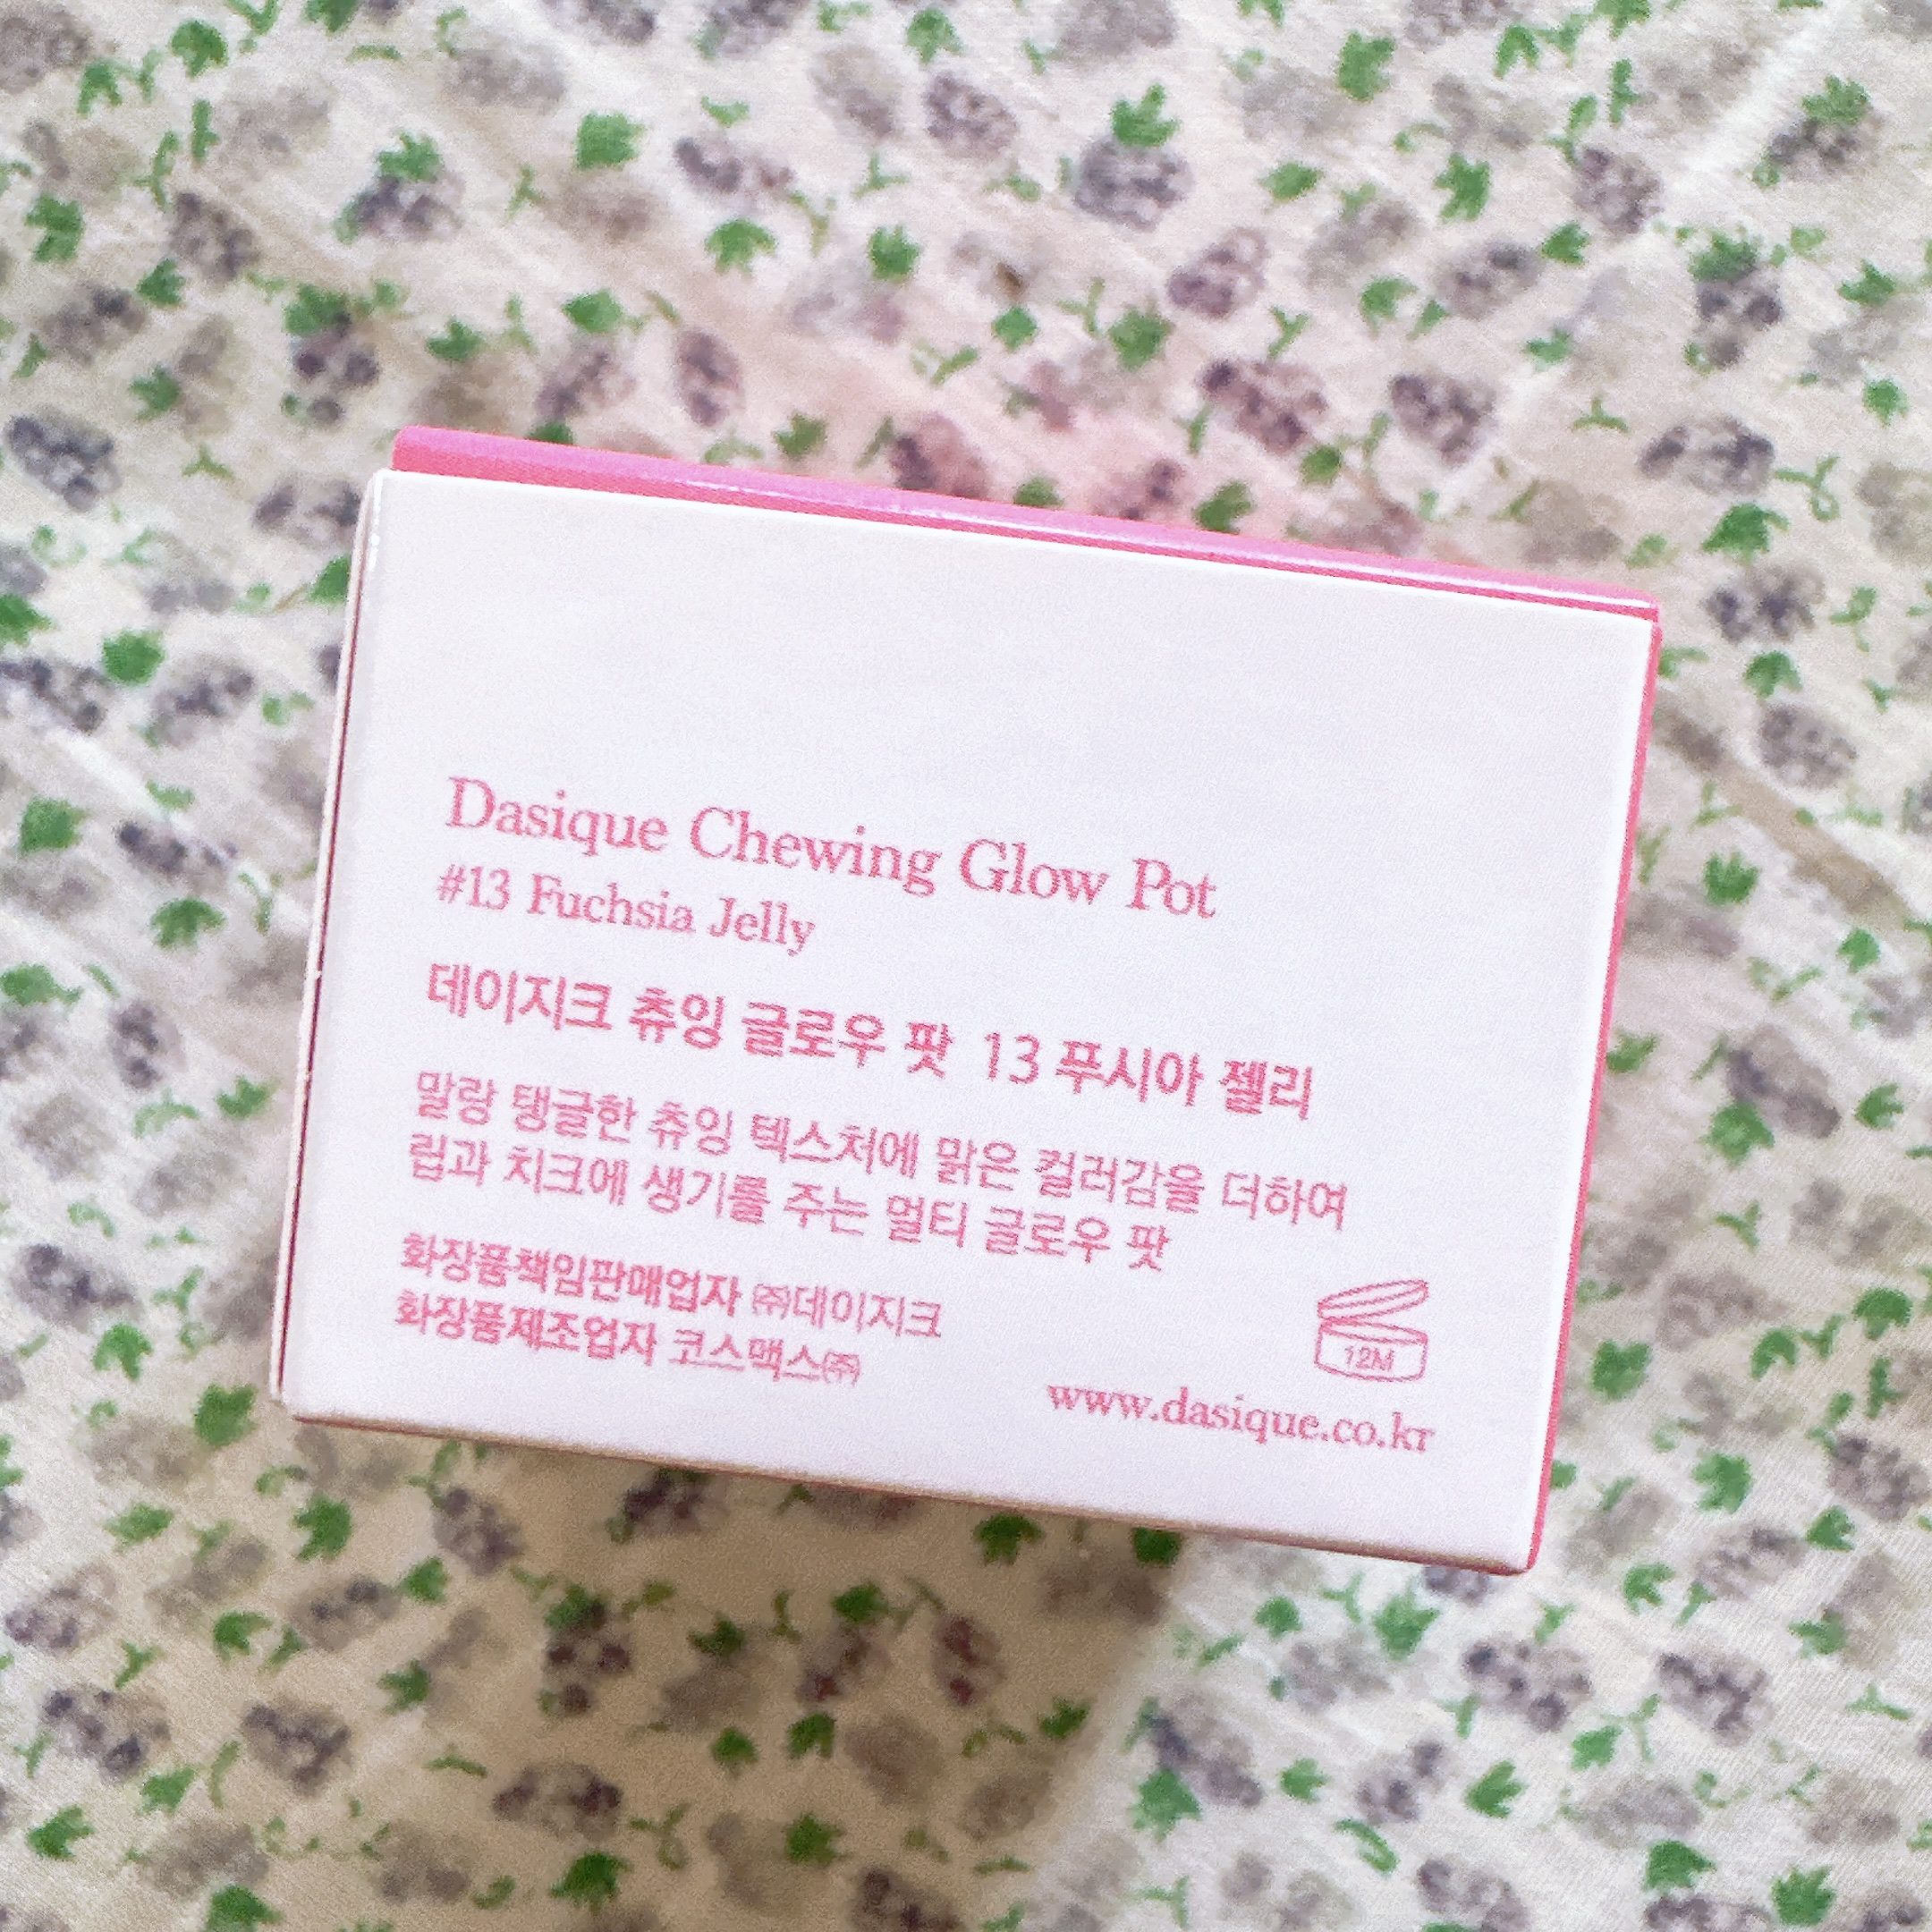 Dasique Chewing Glow Pot
#13 Fuchsia Jelly
데이지크 츄잉 글로우 팟 13 푸시아 젤리
말랑 탱글한 츄잉 텍스처에 맑은 컬러감을 더하여
립과 치크에 생기를 주는 멀티 글로우 팟
화장품책임판매업자 ㈜데이지크
화장품제조업자 코스맥스㈜
12M
www.dasique.co.kr